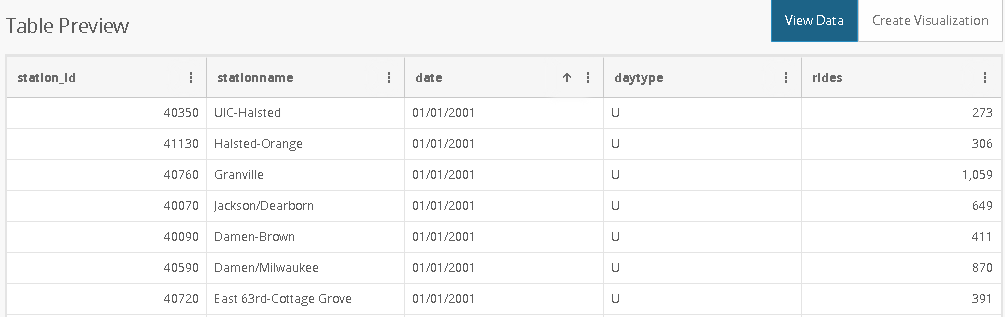 Table Preview View Data Create Visualization
station_id stationname date daytype rides
40350 UIC-Halsted 01/01/2001 U 273
41130 Halsted-Orange 01/01/2001 U 306
40760 Granville 01/01/2001 U 1,059
40070 Jackson/Dearborn 01/01/2001 U 649
40090 Damen-Brown 01/01/2001 U 411
40590 Damen/Milwaukee 01/01/2001 U 870
40720 East 63rd-Cottage Grove 01/01/2001 U 391